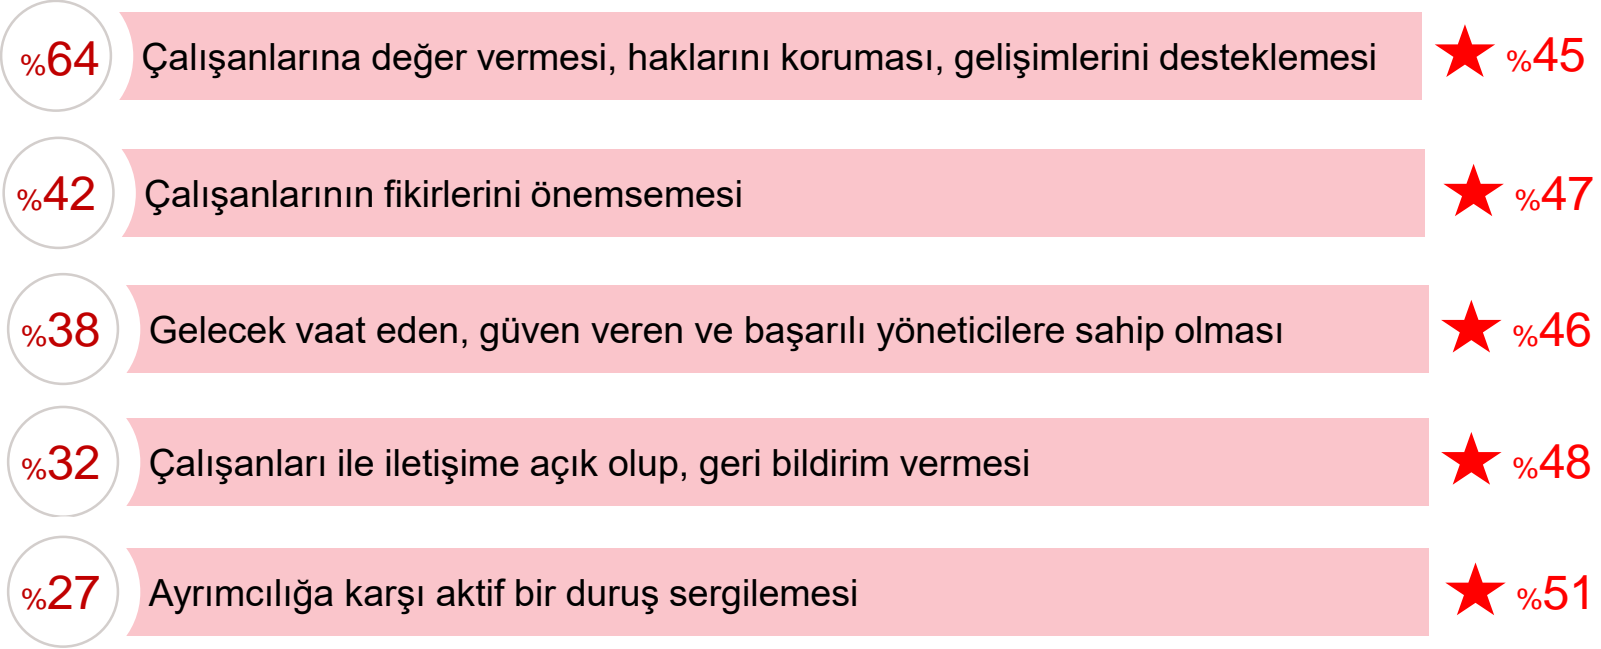 %64 Çalışanlarına değer vermesi, haklarını koruması, gelişimlerini desteklemesi %45
%42 Çalışanlarının fikirlerini önemsemesi %47
%38 Gelecek vaat eden, güven veren ve başarılı yöneticilere sahip olması %46
%32 Çalışanları ile iletişime açık olup, geri bildirim vermesi %48
%27 Ayrımcılığa karşı aktif bir duruş sergilemesi %51